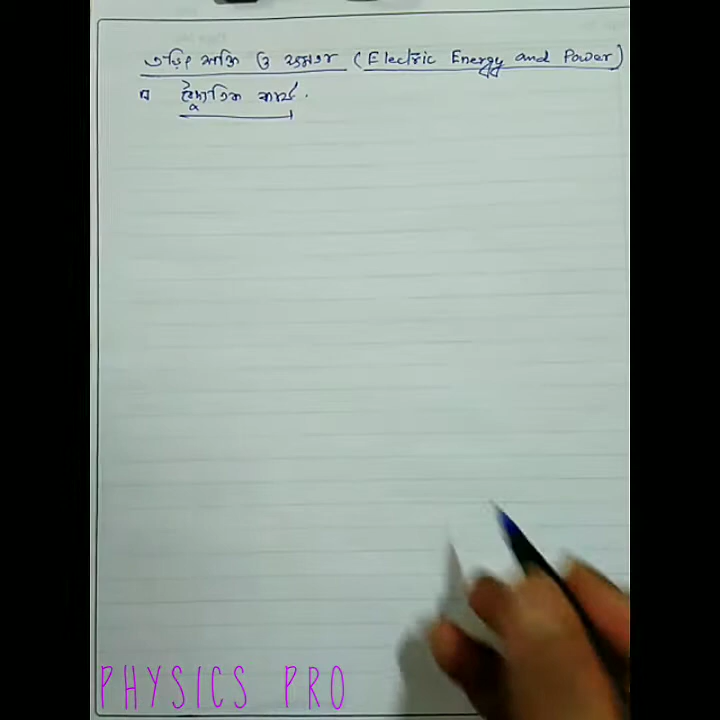 তড়িৎ শক্তি ও ক্ষমতা (Electric Energy and Power)
বৈদ্যুতিক কার্য.
PHYSICS PRO